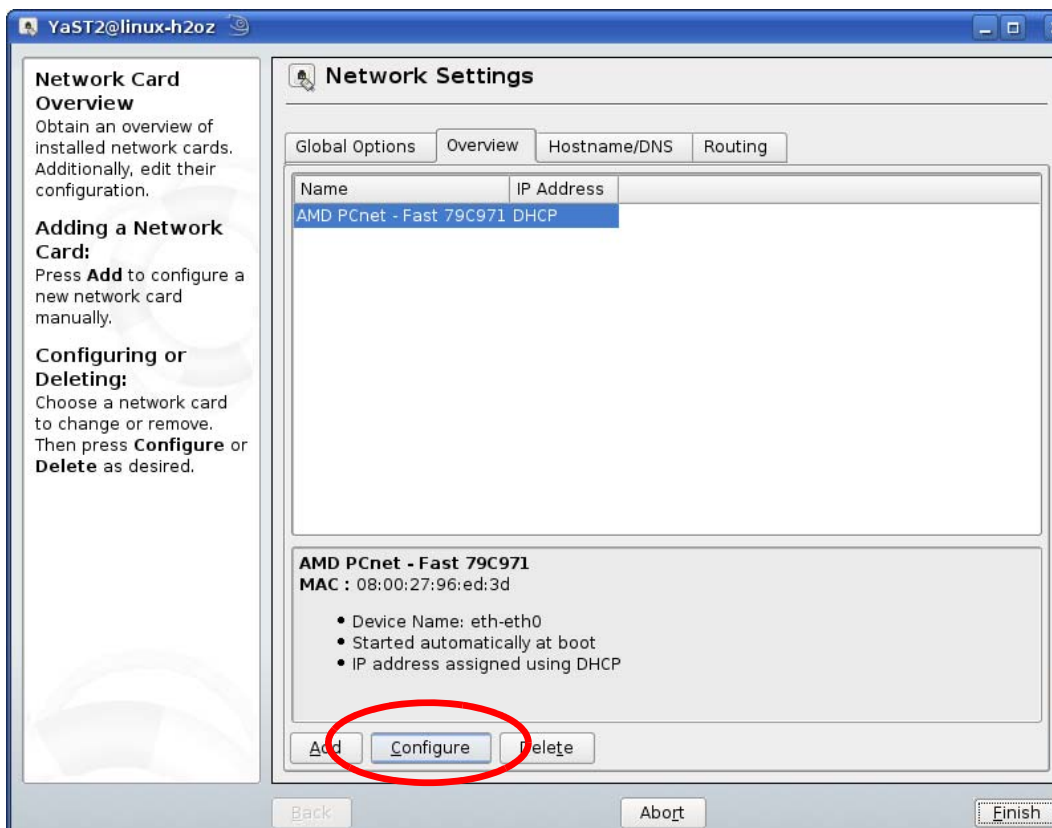 YaST2@linux-h2oz
Network Card
Overview
Obtain an overview of
installed network cards.
Additionally, edit their
configuration.
Adding a Network
Card:
Press Add to configure a
new network card
manually.
Configuring or
Deleting:
Choose a network card
to change or remove.
Then press Configure or
Delete as desired.
Network Settings
Global Options Overview Hostname/DNS Routing
Name IP Address
AMD PCnet - Fast 79C971 DHCP
AMD PCnet - Fast 79C971
MAC : 08:00:27:96:ed:3d
• Device Name: eth-eth0
• Started automatically at boot
• IP address assigned using DHCP
Add Configure Delete
Back Abort Finish